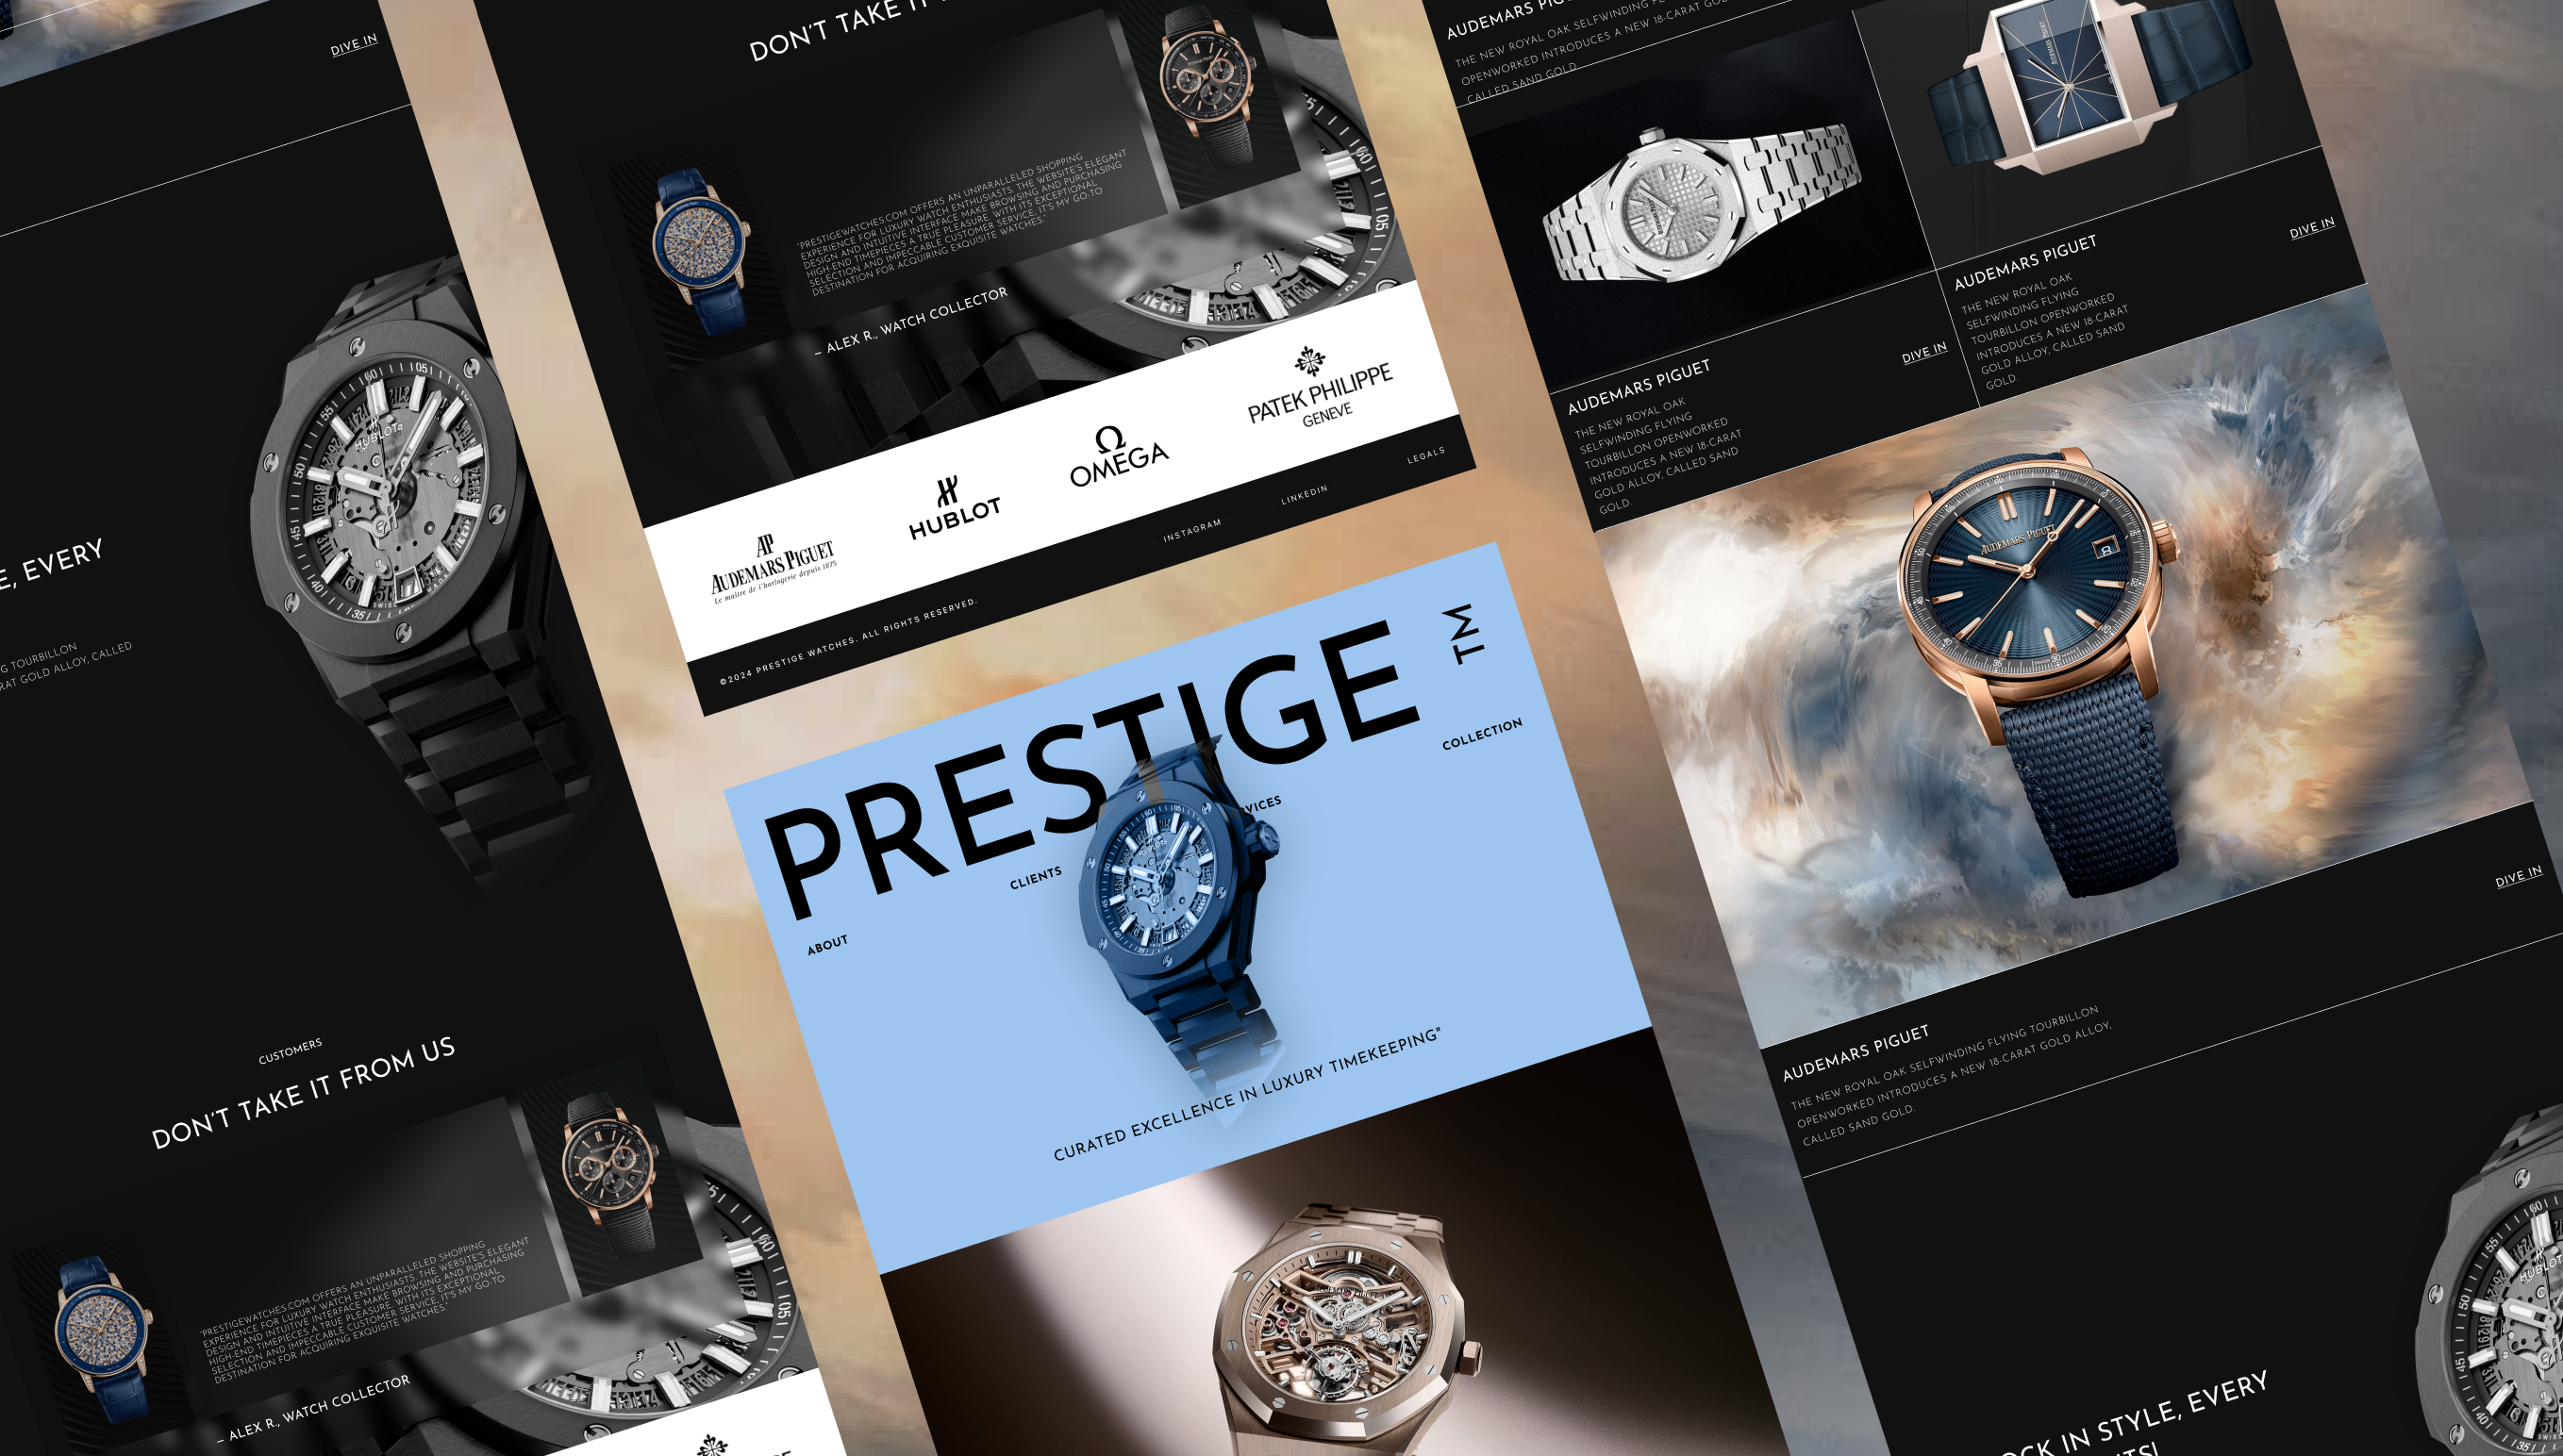 DIVE IN
E, EVERY
G TOURBILLON
RAT GOLD ALLOY, CALLED
HUBLOT
CUSTOMERS
DON'T TAKE IT FROM US
"PRESTIGEWATCHES.COM OFFERS AN UNPARALLELED SHOPPING
EXPERIENCE FOR LUXURY WATCH ENTHUSIASTS. THE WEBSITE'S ELEGANT
DESIGN AND INTUITIVE INTERFACE MAKE BROWSING AND PURCHASING
HIGH-END TIMEPIECES A TRUE PLEASURE. WITH ITS EXCEPTIONAL
SELECTION AND IMPECCABLE CUSTOMER SERVICE, IT'S MY GO-TO
DESTINATION FOR ACQUIRING EXQUISITE WATCHES."
– ALEX R., WATCH COLLECTOR
DON'T TAKE IT
"PRESTIGEWATCHES.COM OFFERS AN UNPARALLELED SHOPPING
EXPERIENCE FOR LUXURY WATCH ENTHUSIASTS. THE WEBSITE'S ELEGANT
DESIGN AND INTUITIVE INTERFACE MAKE BROWSING AND PURCHASING
HIGH-END TIMEPIECES A TRUE PLEASURE. WITH ITS EXCEPTIONAL
SELECTION AND IMPECCABLE CUSTOMER SERVICE, IT'S MY GO-TO
DESTINATION FOR ACQUIRING EXQUISITE WATCHES."
– ALEX R., WATCH COLLECTOR
AP
AUDEMARS PIGUET
Le maître de l'horlogerie depuis 1875
HUBLOT
Ω
OMEGA
PATEK PHILIPPE
GENEVE
©2024 PRESTIGE WATCHES. ALL RIGHTS RESERVED.
INSTAGRAM
LINKEDIN
LEGALS
PRESTIGE
TM
ABOUT
CLIENTS
RVICES
COLLECTION
HUBLOT
CURATED EXCELLENCE IN LUXURY TIMEKEEPING"
AUDEMARS PIG
THE NEW ROYAL OAK SELFWINDING FL
OPENWORKED INTRODUCES A NEW 18-CARAT GOLD
CALLED SAND GOLD.
AUDEMARS PIGUET
THE NEW ROYAL OAK
SELFWINDING FLYING
TOURBILLON OPENWORKED
INTRODUCES A NEW 18-CARAT
GOLD ALLOY, CALLED SAND
GOLD.
DIVE IN
AUDEMARS PIGUET
THE NEW ROYAL OAK
SELFWINDING FLYING
TOURBILLON OPENWORKED
INTRODUCES A NEW 18-CARAT
GOLD ALLOY, CALLED SAND
GOLD.
DIVE IN
AUDEMARS PIGUET
8
AUDEMARS PIGUET
THE NEW ROYAL OAK SELFWINDING FLYING TOURBILLON
OPENWORKED INTRODUCES A NEW 18-CARAT GOLD ALLOY,
CALLED SAND GOLD.
DIVE IN
OCK IN STYLE, EVERY
HUBLOT